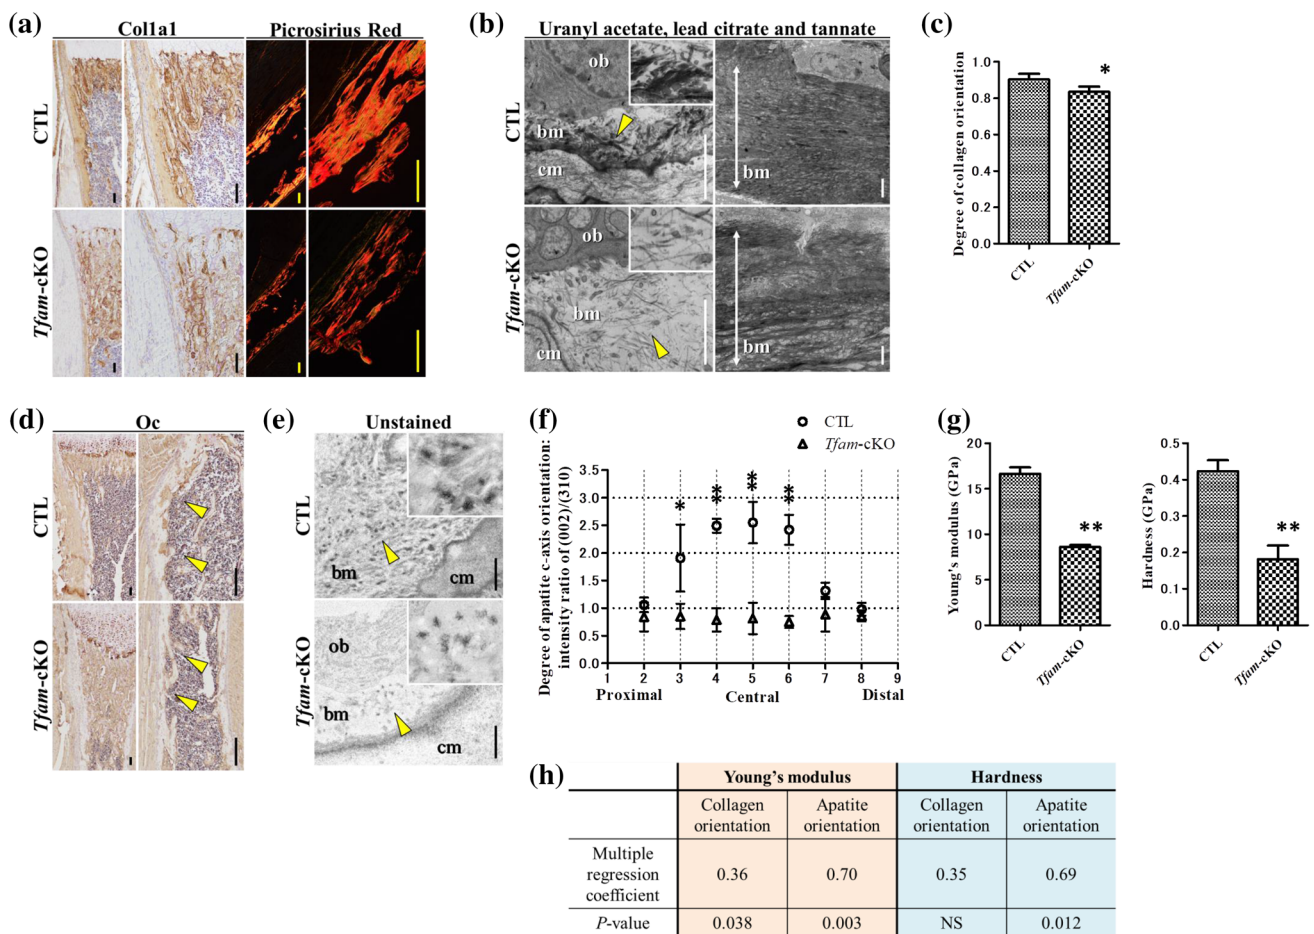 (a)
Col1a1
Picrosirius Red
CTL
Tfam-cKO
(b)
Uranyl acetate, lead citrate and tannate
CTL
Tfam-cKO
ob
bm
cm
bm
ob
bm
cm
bm
(c)
Degree of collagen orientation
1.0
0.8
0.6
0.4
0.2
0.0
*
CTL
Tfam-cKO
(d)
Oc
CTL
Tfam-cKO
(e)
Unstained
CTL
Tfam-cKO
bm
cm
ob
bm
cm
(f)
CTL
Tfam-cKO
Degree of apatite c-axis orientation:
intensity ratio of (002)/(310)
3.5
3.0
2.5
2.0
1.5
1.0
0.5
0.0
*
**
**
**
1 2 3 4 5 6 7 8 9
Proximal Central Distal
(g)
Young's modulus (GPa)
20
15
10
5
0
**
CTL
Tfam-cKO
Hardness (GPa)
0.5
0.4
0.3
0.2
0.1
0.0
**
CTL
Tfam-cKO
(h)
Young's modulus Hardness
Collagen orientation Apatite orientation Collagen orientation Apatite orientation
Multiple regression coefficient 0.36 0.70 0.35 0.69
P-value 0.038 0.003 NS 0.012